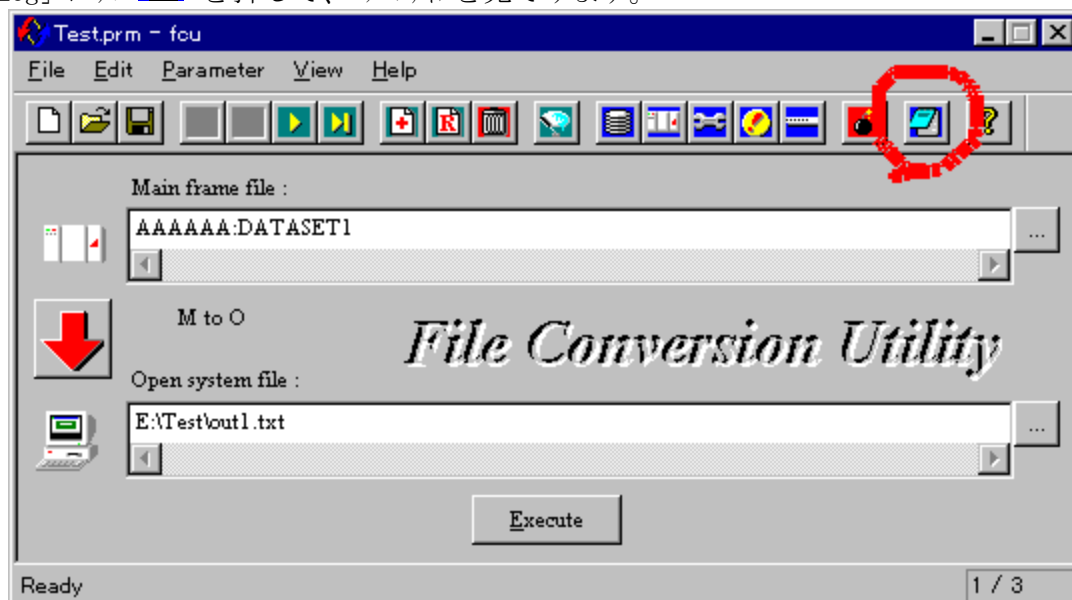 Test.prm - fcu
File Edit Parameter View Help
Main frame file :
AAAAAA:DATASET1
...
M to O
File Conversion Utility
Open system file :
E:\Test\out1.txt
...
Execute
Ready
1 / 3